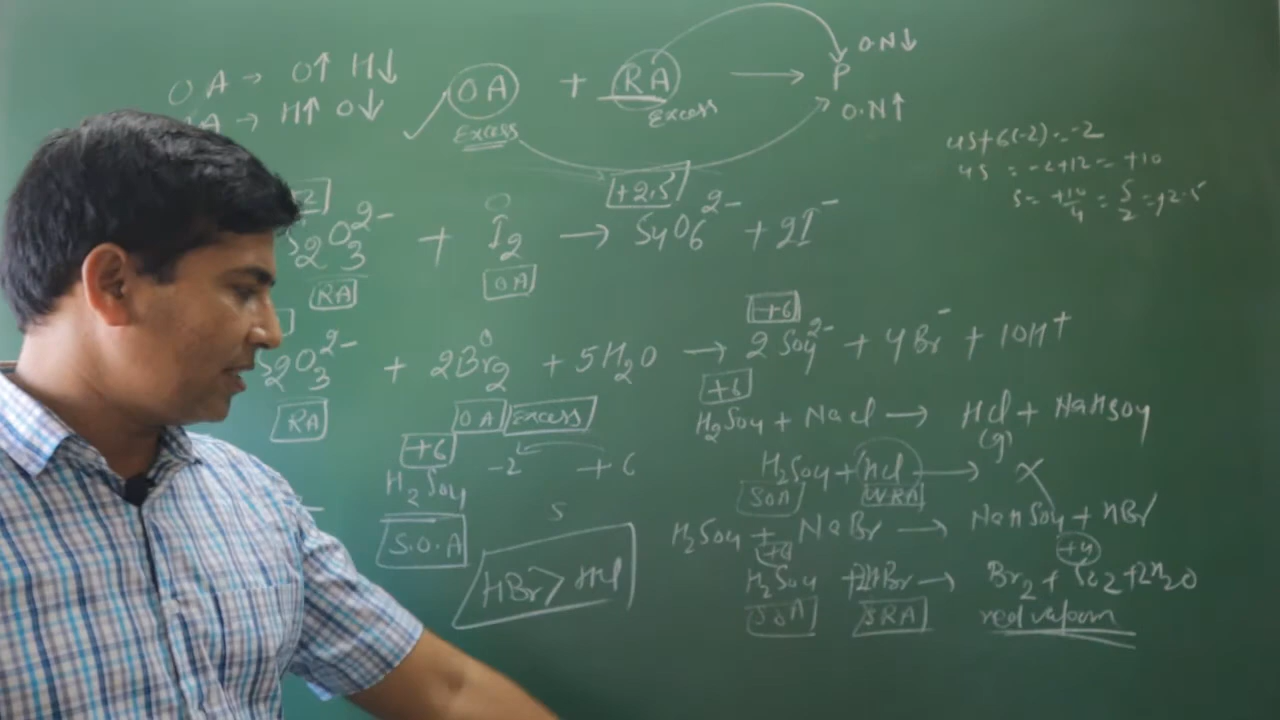 OA → O↑ H↓
A → H↑ O↓
✓ OA + RA → P O.N↓
Excess Excess O.N↑
4S+6(-2)=-2
4S = -2+12 = +10
S = +10/4 = 5/2 = +2.5
+2.5
S2O3^2- + I2^0 → S4O6^2- + 2I^-
RA OA
+6
2O3^2- + 2Br2^0 + 5H2O → 2SO4^2- + 4Br^- + 10H^+
RA OA Excess
+6
H2SO4 + NaCl → HCl + NaHSO4
(g)
+6 -2 +6
H2SO4 S
S.O.A
HBr > HCl
H2SO4 + HCl → X
SOA WRA
H2SO4 + NaBr → NaHSO4 + HBr
+6 +4
H2SO4 + 2HBr → Br2 + SO2 + 2H2O
SOA SRA red vapour